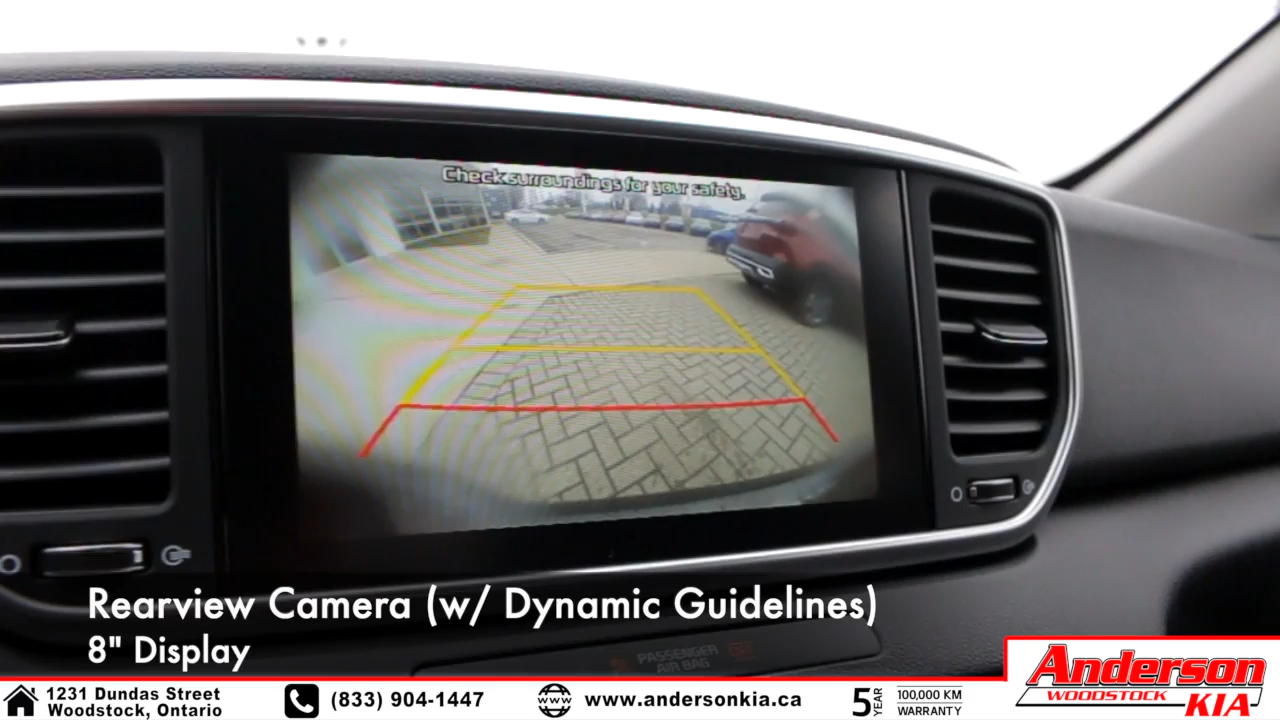 Check surroundings for your safety.
Rearview Camera (w/ Dynamic Guidelines)
8" Display
PASSENGER
AIR BAG
1231 Dundas Street
Woodstock, Ontario
(833) 904-1447
www.andersonkia.ca
5 YEAR
100,000 KM
WARRANTY
Anderson
WOODSTOCK
KIA